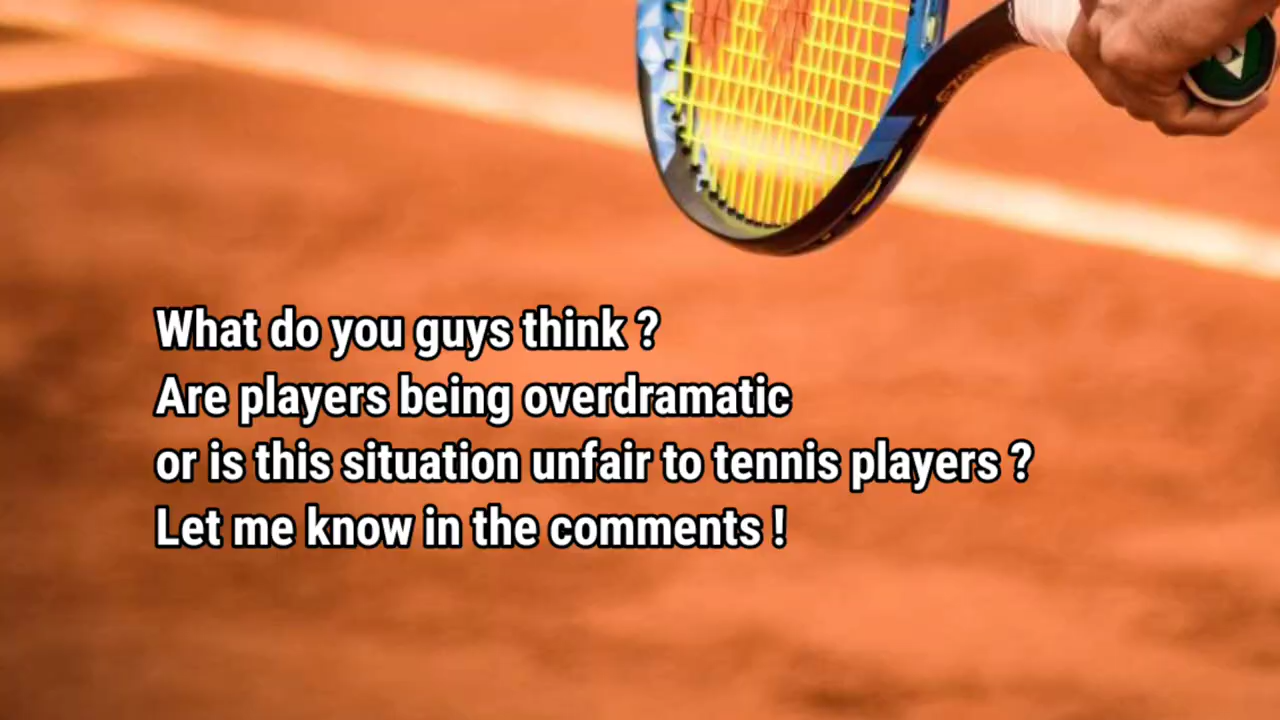 What do you guys think ?
Are players being overdramatic
or is this situation unfair to tennis players ?
Let me know in the comments !